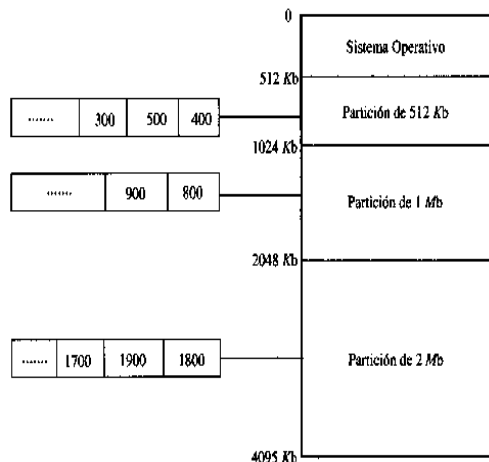 0
Sistema Operativo
512 Kb
...... 300 500 400
Partición de 512 Kb
1024 Kb
...... 900 800
Partición de 1 Mb
2048 Kb
...... 1700 1900 1800
Partición de 2 Mb
4095 Kb